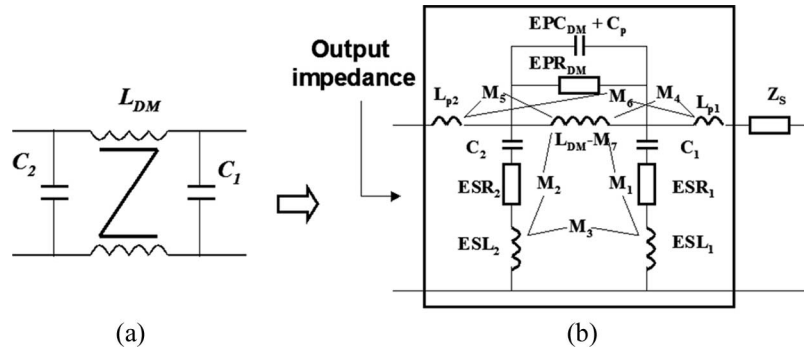 L_DM
C_2
C_1
(a)
Output
impedance
EPC_DM + C_p
EPR_DM
L_p2
M_5
M_6
M_4
L_p1
Z_S
C_2
L_DM-M_7
C_1
ESR_2
M_2
M_1
ESR_1
M_3
ESL_2
ESL_1
(b)